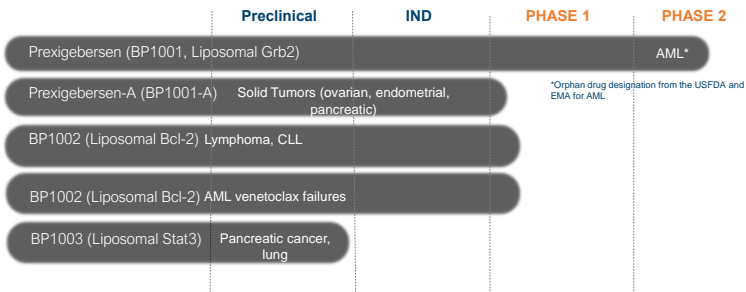 Preclinical IND PHASE 1 PHASE 2
Prexigebersen (BP1001, Liposomal Grb2) AML*
Prexigebersen-A (BP1001-A) Solid Tumors (ovarian, endometrial,
pancreatic)
*Orphan drug designation from the USFDA and
EMA for AML
BP1002 (Liposomal Bcl-2) Lymphoma, CLL
BP1002 (Liposomal Bcl-2) AML venetoclax failures
BP1003 (Liposomal Stat3) Pancreatic cancer,
lung